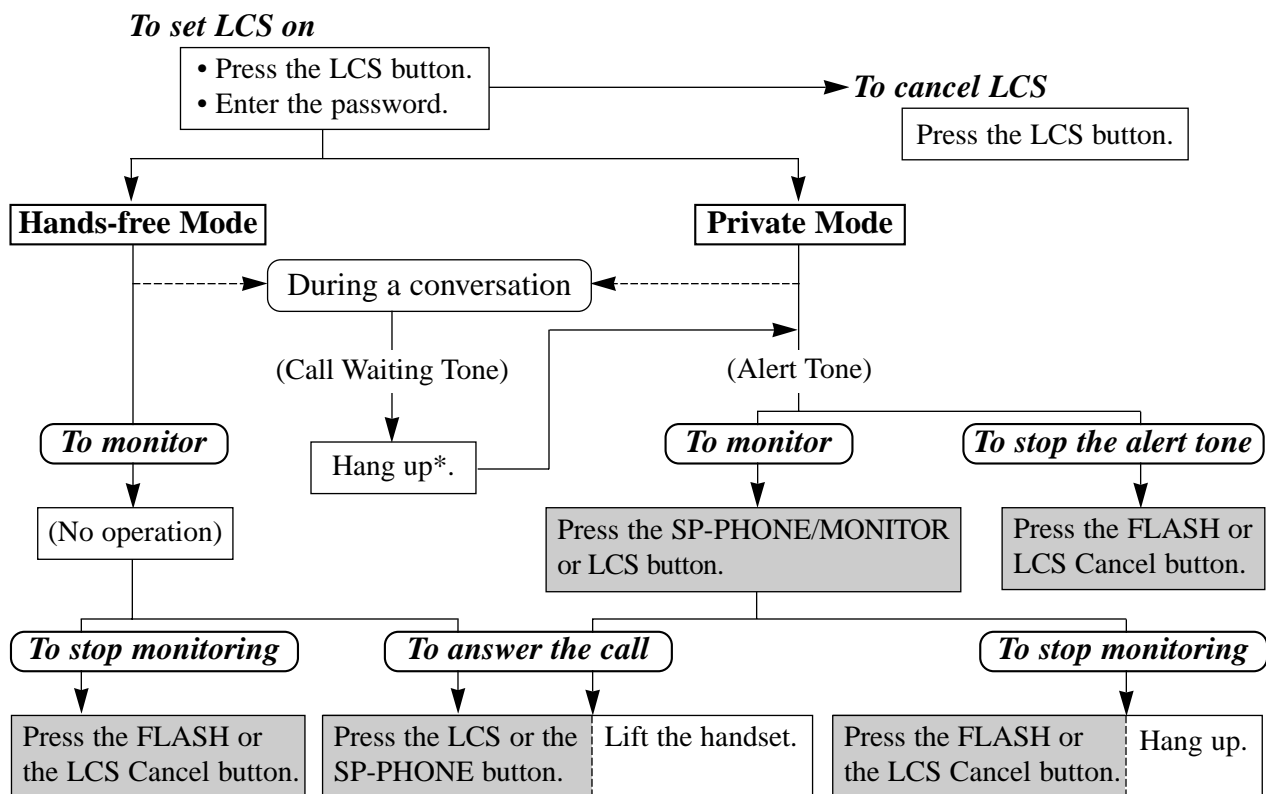 To set LCS on
• Press the LCS button.
• Enter the password.
To cancel LCS
Press the LCS button.
Hands-free Mode
Private Mode
During a conversation
(Call Waiting Tone)
(Alert Tone)
To monitor
Hang up*.
To monitor
To stop the alert tone
(No operation)
Press the SP-PHONE/MONITOR
or LCS button.
Press the FLASH or
LCS Cancel button.
To stop monitoring
To answer the call
To stop monitoring
Press the FLASH or
the LCS Cancel button.
Press the LCS or the
SP-PHONE button.
Lift the handset.
Press the FLASH or
the LCS Cancel button.
Hang up.